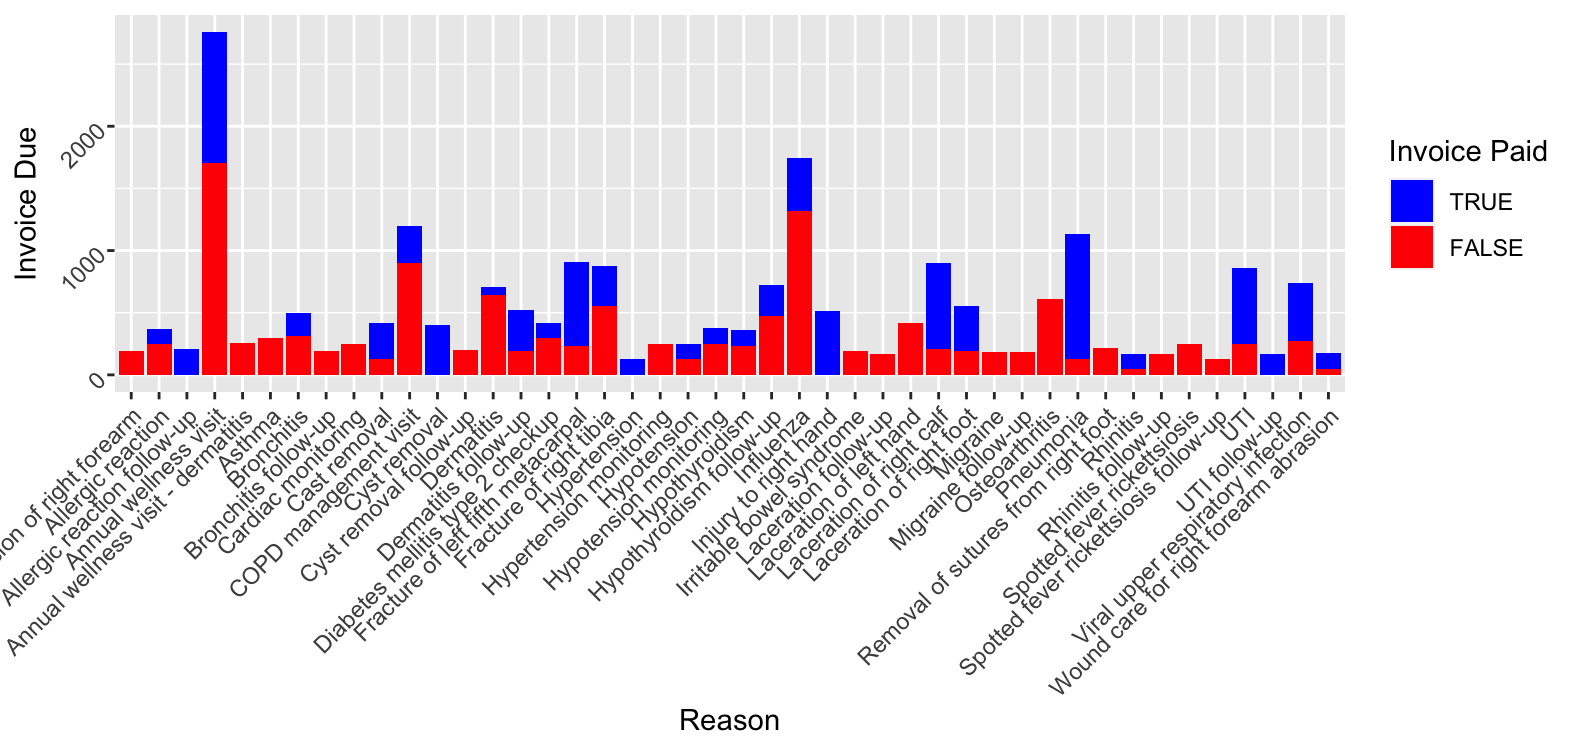 Invoice Due
2000
1000
0
of right forearm
Allergic reaction
Allergic reaction follow-up
Annual wellness visit
Annual wellness visit - dermatitis
Asthma
Bronchitis
Bronchitis follow-up
Cardiac monitoring
Cast removal
COPD management visit
Cyst removal
Cyst removal follow-up
Dermatitis
Dermatitis follow-up
Diabetes mellitis type 2 checkup
Fracture of left fifth metacarpal
Fracture of right tibia
Hypertension
Hypertension monitoring
Hypotension
Hypotension monitoring
Hypothyroidism
Hypothyroidism follow-up
Influenza
Injury to right hand
Irritable bowel syndrome
Laceration follow-up
Laceration of left hand
Laceration of right calf
Laceration of right foot
Migraine
Migraine follow-up
Osteoarthritis
Pneumonia
Removal of sutures from right foot
Rhinitis
Rhinitis follow-up
Spotted fever rickettsiosis
Spotted fever rickettsiosis follow-up
UTI
UTI follow-up
Viral upper respiratory infection
Wound care for right forearm abrasion
Reason
Invoice Paid
TRUE
FALSE